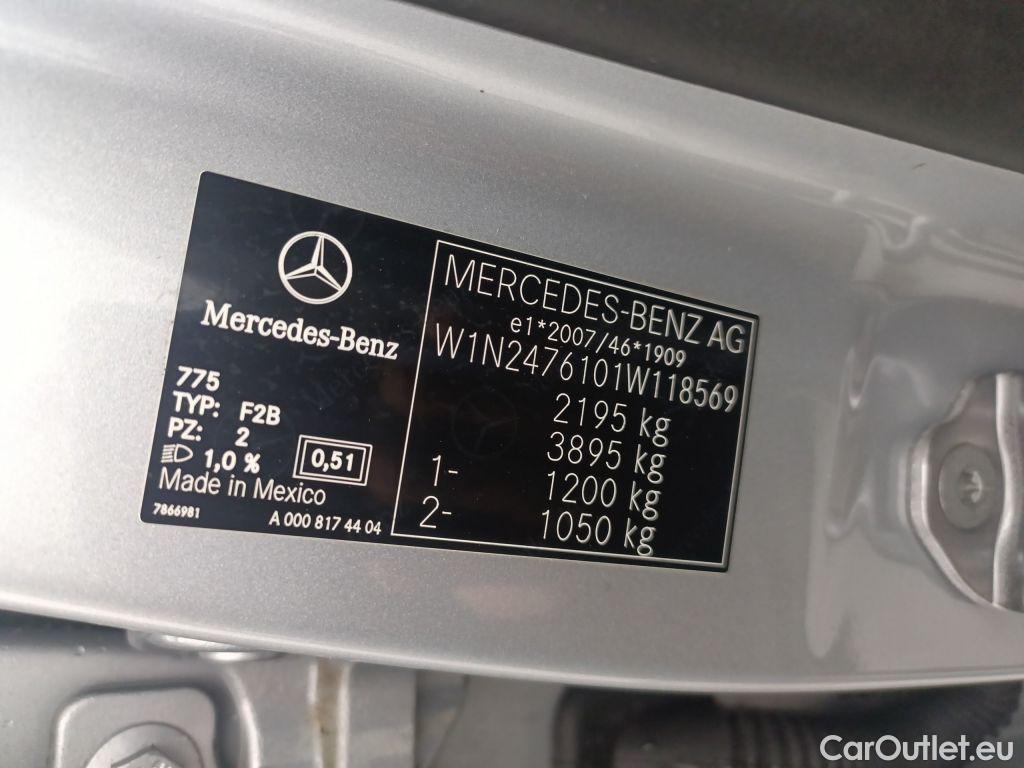 Mercedes-Benz
775
TYP: F2B
PZ: 2
1,0 % 0,51
Made in Mexico
7866981 A 000 817 44 04
MERCEDES-BENZ AG
e1*2007/46*1909
W1N2476101W118569
2195 kg
3895 kg
1- 1200 kg
2- 1050 kg
CarOutlet.eu